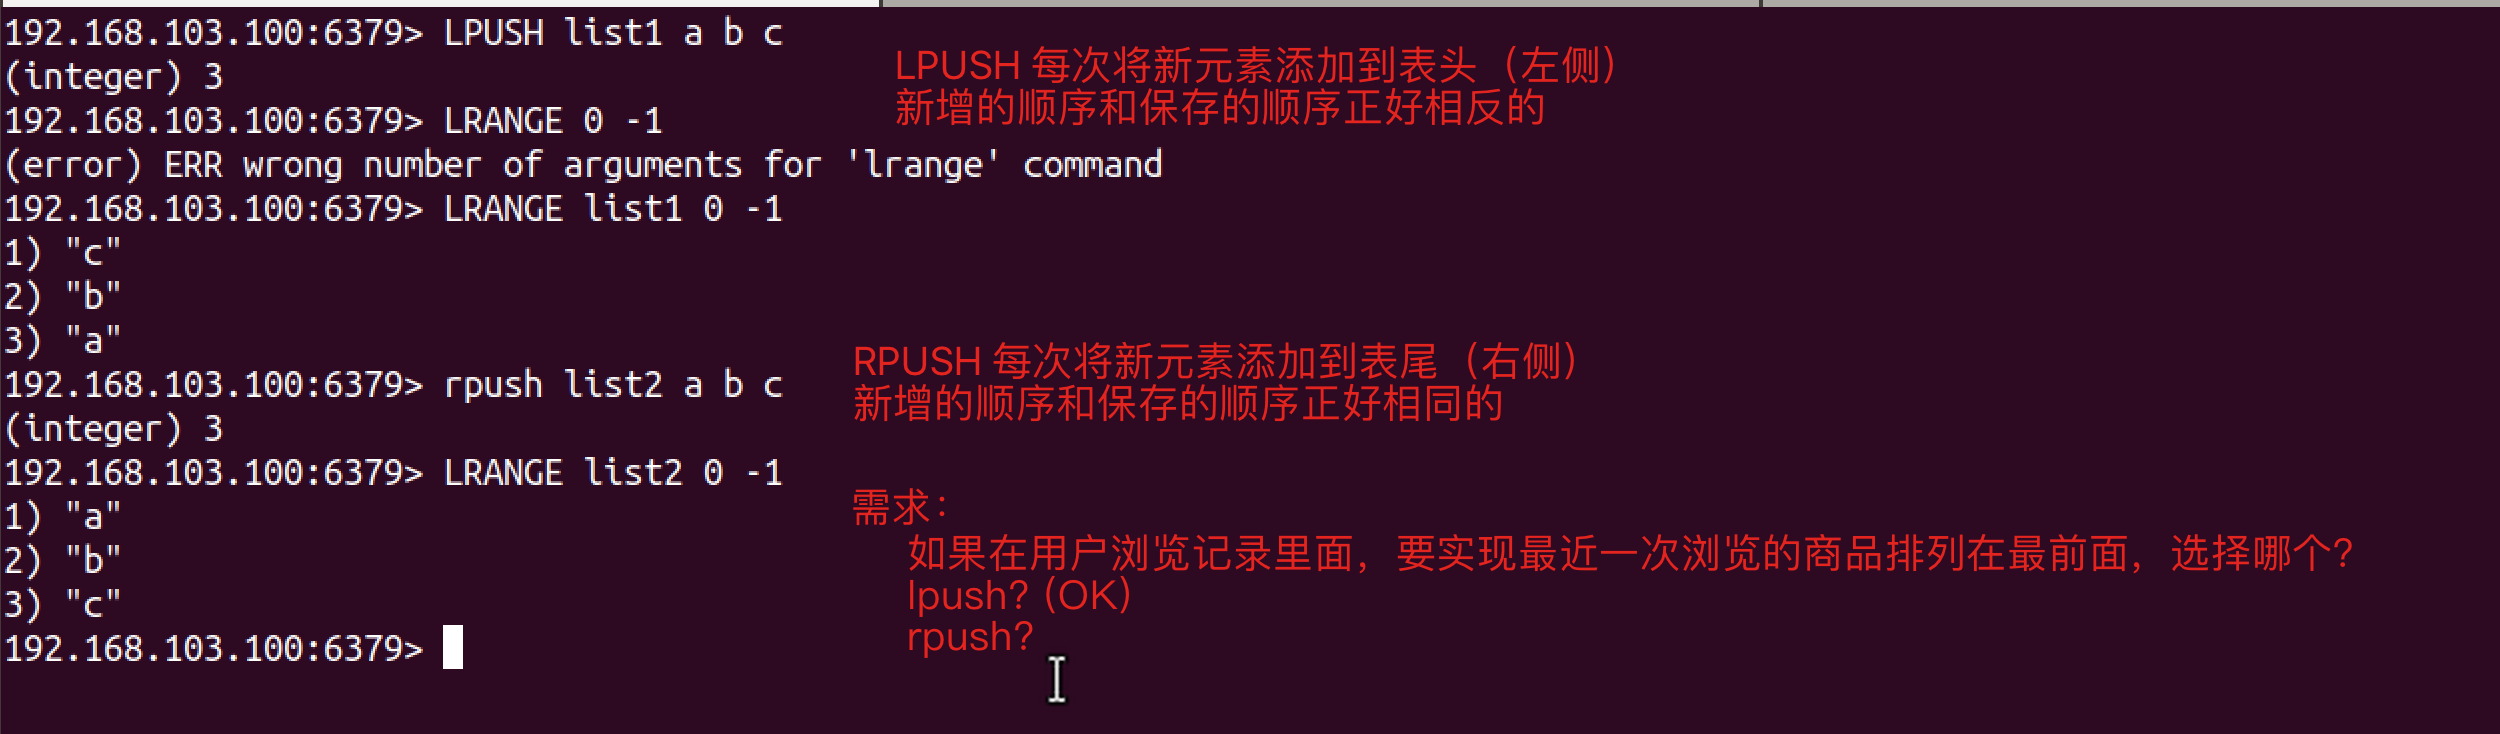 192.168.103.100:6379> LPUSH list1 a b c
LPUSH 每次将新元素添加到表头（左侧）
(integer) 3
新增的顺序和保存的顺序正好相反的
192.168.103.100:6379> LRANGE 0 -1
(error) ERR wrong number of arguments for 'lrange' command
192.168.103.100:6379> LRANGE list1 0 -1
1) "c"
2) "b"
3) "a"
RPUSH 每次将新元素添加到表尾（右侧）
192.168.103.100:6379> rpush list2 a b c
新增的顺序和保存的顺序正好相同的
(integer) 3
192.168.103.100:6379> LRANGE list2 0 -1
需求：
1) "a"
如果在用户浏览记录里面，要实现最近一次浏览的商品排列在最前面，选择哪个？
2) "b"
lpush？(OK)
3) "c"
rpush？
192.168.103.100:6379>